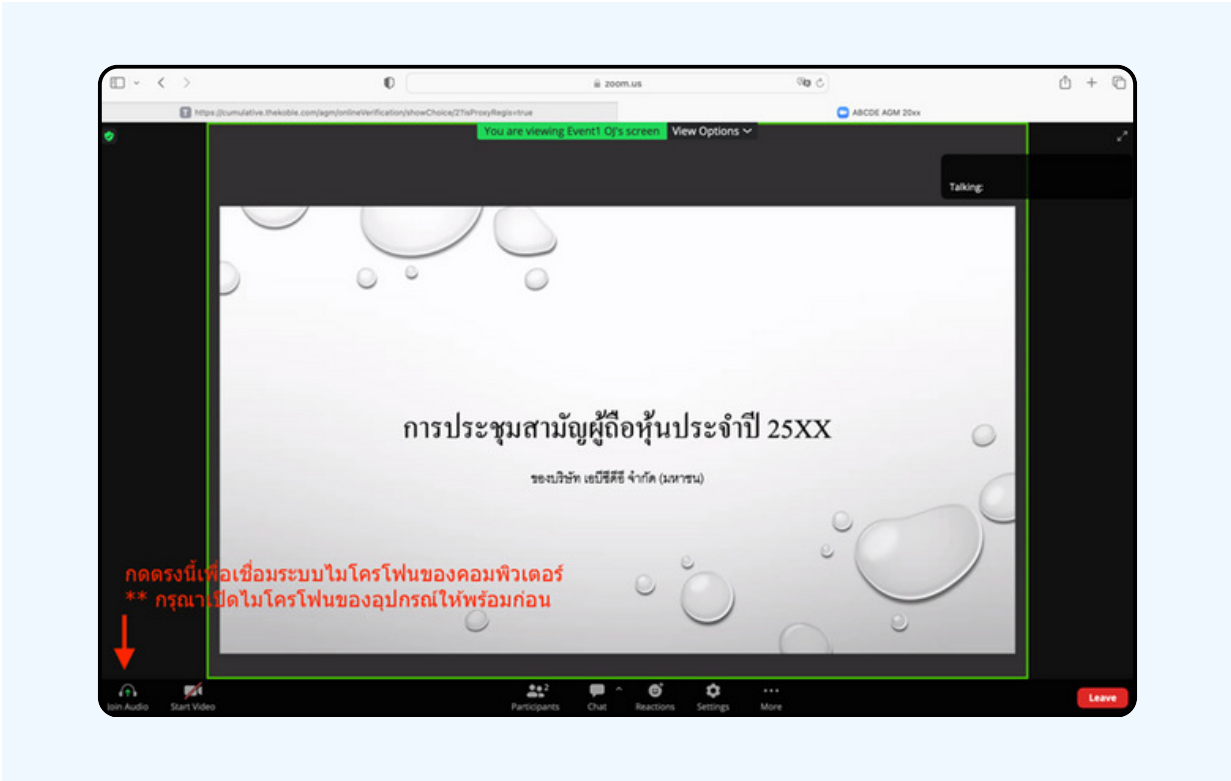 zoom.us
https://cumulative.thekoble.com/agm/onlineVerification/showChoice/2?isProxyRegis=true
ABCDE AGM 20xx
You are viewing Event1 OJ's screen View Options
Talking:
การประชุมสามัญผู้ถือหุ้นประจำปี 25XX
ของบริษัท เอบีซีดีอี จำกัด (มหาชน)
กดตรงนี้เพื่อเชื่อมระบบไมโครโฟนของคอมพิวเตอร์
** กรุณาเปิดไมโครโฟนของอุปกรณ์ให้พร้อมก่อน
Join Audio Start Video Participants 2 Chat Reactions Settings More Leave